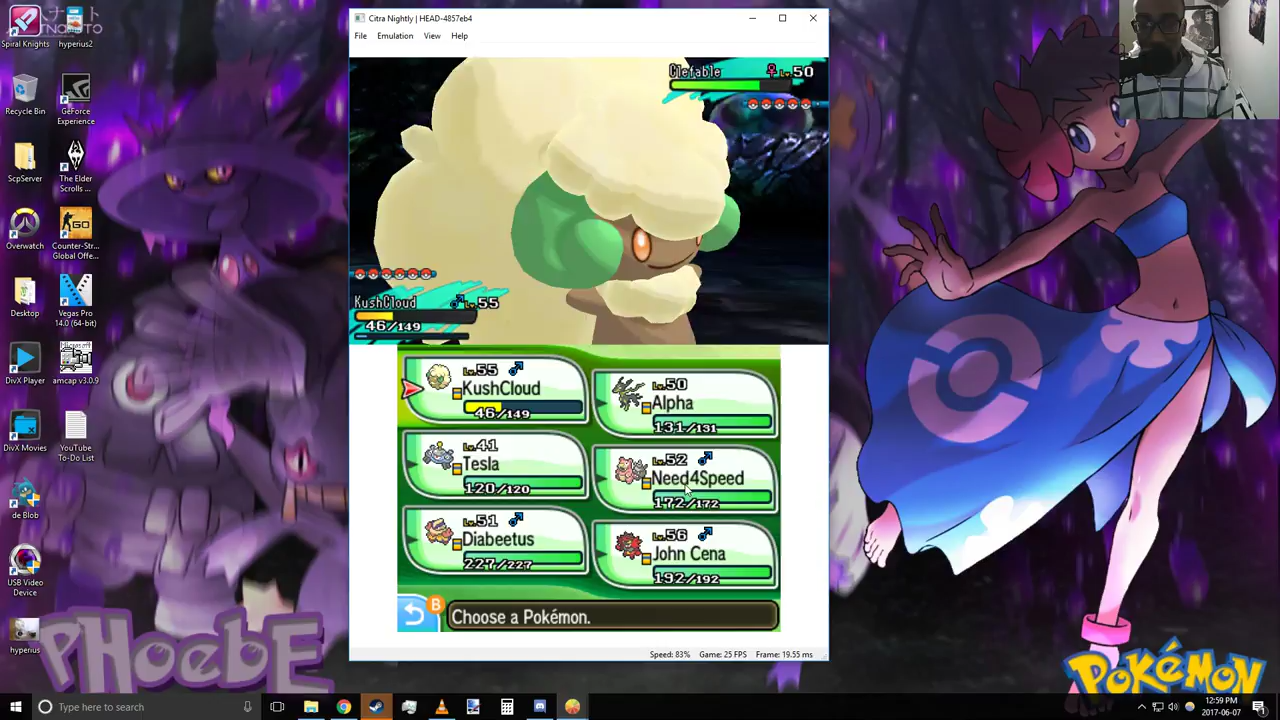 Citra Nightly | HEAD-4857eb4
File Emulation View Help
Clefable ♀ Lv.50
KushCloud ♂ Lv.55
46/149
Lv.55 ♂
KushCloud
46/149
Lv.50
Alpha
131/131
Lv.41
Tesla
120/120
Lv.52 ♂
Need4Speed
172/172
Lv.51 ♂
Diabeetus
227/227
Lv.56 ♂
John Cena
192/192
B
Choose a Pokémon.
Speed: 83% Game: 25 FPS Frame: 19.55 ms
Spiral Knights
hyperius2
Recycle Bin
GeForce Experience
ScpServer
The Elder Scrolls ...
Overwatch
Counter-Str... Global Offe...
Desktop
Vegas Pro 14.0 (64-bit)
DivX Player
amcap v3.0.9
DivX Movies
YouTube To-Do List
de Blob
USB Video Device
hyperius
PHoebE
POKéMON
Type here to search
12:59 PM
2017-06-07